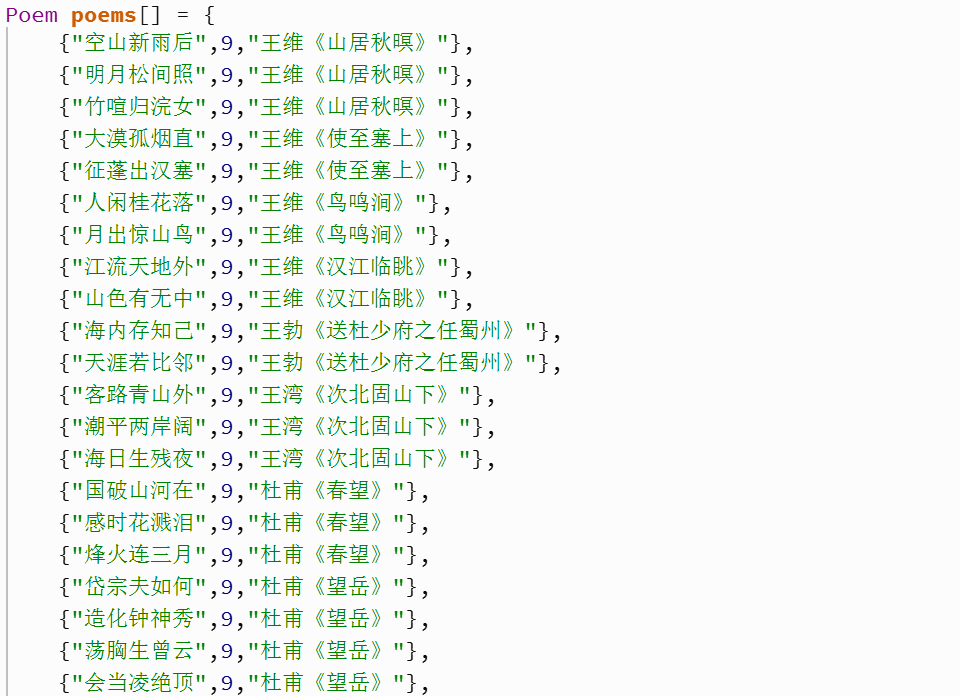 Poem poems[] = {
{"空山新雨后",9,"王维《山居秋暝》"},
{"明月松间照",9,"王维《山居秋暝》"},
{"竹喧归浣女",9,"王维《山居秋暝》"},
{"大漠孤烟直",9,"王维《使至塞上》"},
{"征蓬出汉塞",9,"王维《使至塞上》"},
{"人闲桂花落",9,"王维《鸟鸣涧》"},
{"月出惊山鸟",9,"王维《鸟鸣涧》"},
{"江流天地外",9,"王维《汉江临眺》"},
{"山色有无中",9,"王维《汉江临眺》"},
{"海内存知己",9,"王勃《送杜少府之任蜀州》"},
{"天涯若比邻",9,"王勃《送杜少府之任蜀州》"},
{"客路青山外",9,"王湾《次北固山下》"},
{"潮平两岸阔",9,"王湾《次北固山下》"},
{"海日生残夜",9,"王湾《次北固山下》"},
{"国破山河在",9,"杜甫《春望》"},
{"感时花溅泪",9,"杜甫《春望》"},
{"烽火连三月",9,"杜甫《春望》"},
{"岱宗夫如何",9,"杜甫《望岳》"},
{"造化钟神秀",9,"杜甫《望岳》"},
{"荡胸生曾云",9,"杜甫《望岳》"},
{"会当凌绝顶",9,"杜甫《望岳》"},